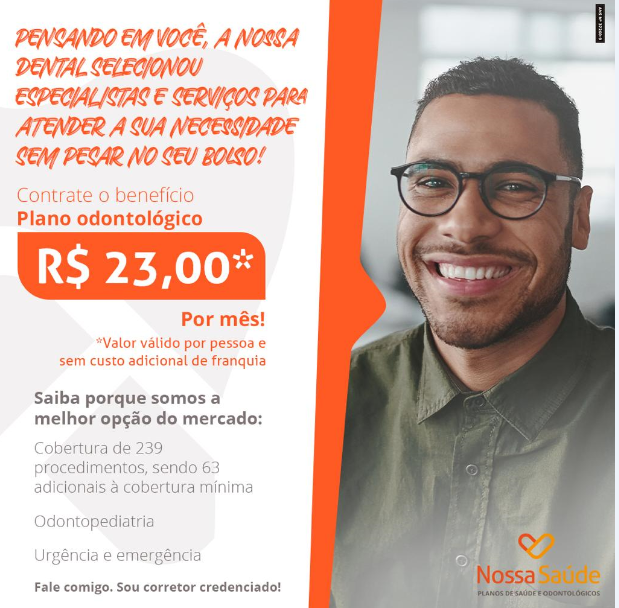 PENSANDO EM VOCÊ, A NOSSA
DENTAL SELECIONOU
ESPECIALISTAS E SERVIÇOS PARA
ATENDER A SUA NECESSIDADE
SEM PESAR NO SEU BOLSO!
Contrate o benefício
Plano odontológico
R$ 23,00*
Por mês!
*Valor válido por pessoa e
sem custo adicional de franquia
Saiba porque somos a
melhor opção do mercado:
Cobertura de 239
procedimentos, sendo 63
adicionais à cobertura mínima
Odontopediatria
Urgência e emergência
Fale comigo. Sou corretor credenciado!
NossaSaúde
PLANOS DE SAÚDE E ODONTOLÓGICOS